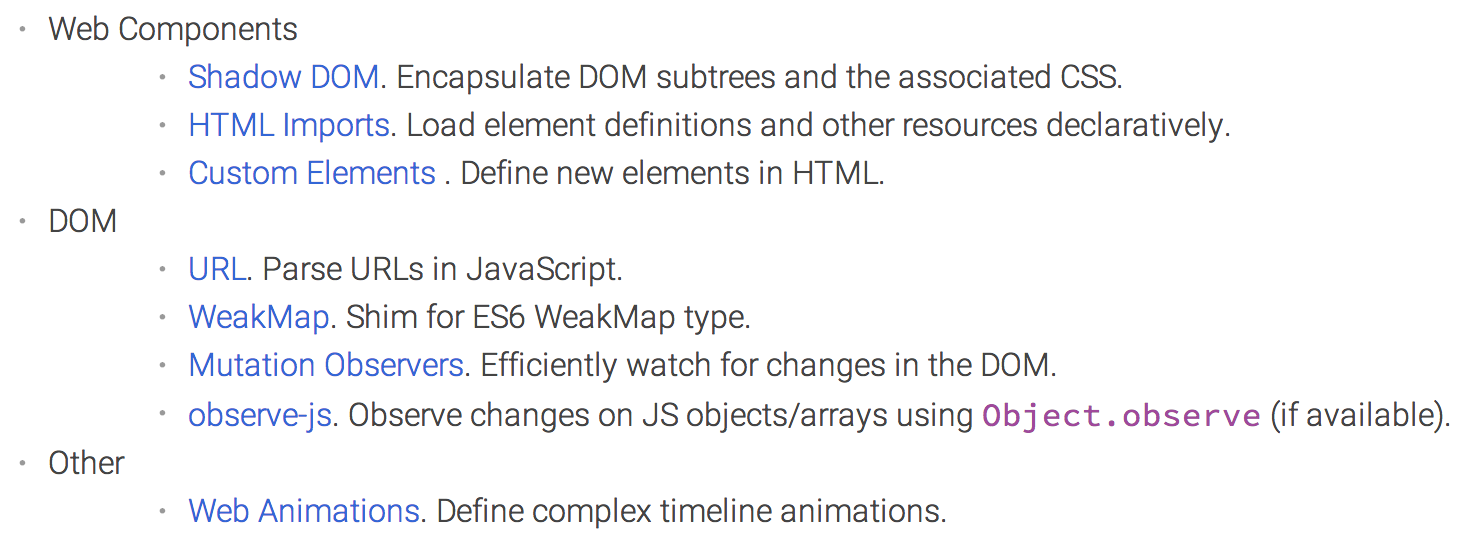 • Web Components
• Shadow DOM. Encapsulate DOM subtrees and the associated CSS.
• HTML Imports. Load element definitions and other resources declaratively.
• Custom Elements . Define new elements in HTML.
• DOM
• URL. Parse URLs in JavaScript.
• WeakMap. Shim for ES6 WeakMap type.
• Mutation Observers. Efficiently watch for changes in the DOM.
• observe-js. Observe changes on JS objects/arrays using Object.observe (if available).
• Other
• Web Animations. Define complex timeline animations.